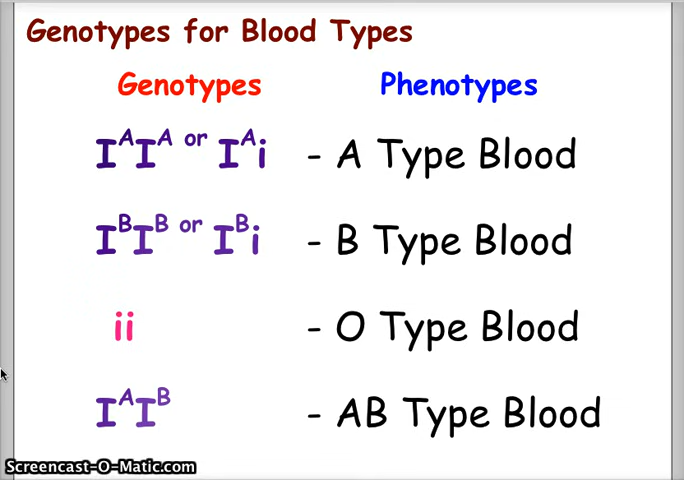 Genotypes for Blood Types
Genotypes Phenotypes
IᴬIᴬ or Iᴬi - A Type Blood
IᴮIᴮ or Iᴮi - B Type Blood
ii - O Type Blood
IᴬIᴮ - AB Type Blood
Screencast-O-Matic.com